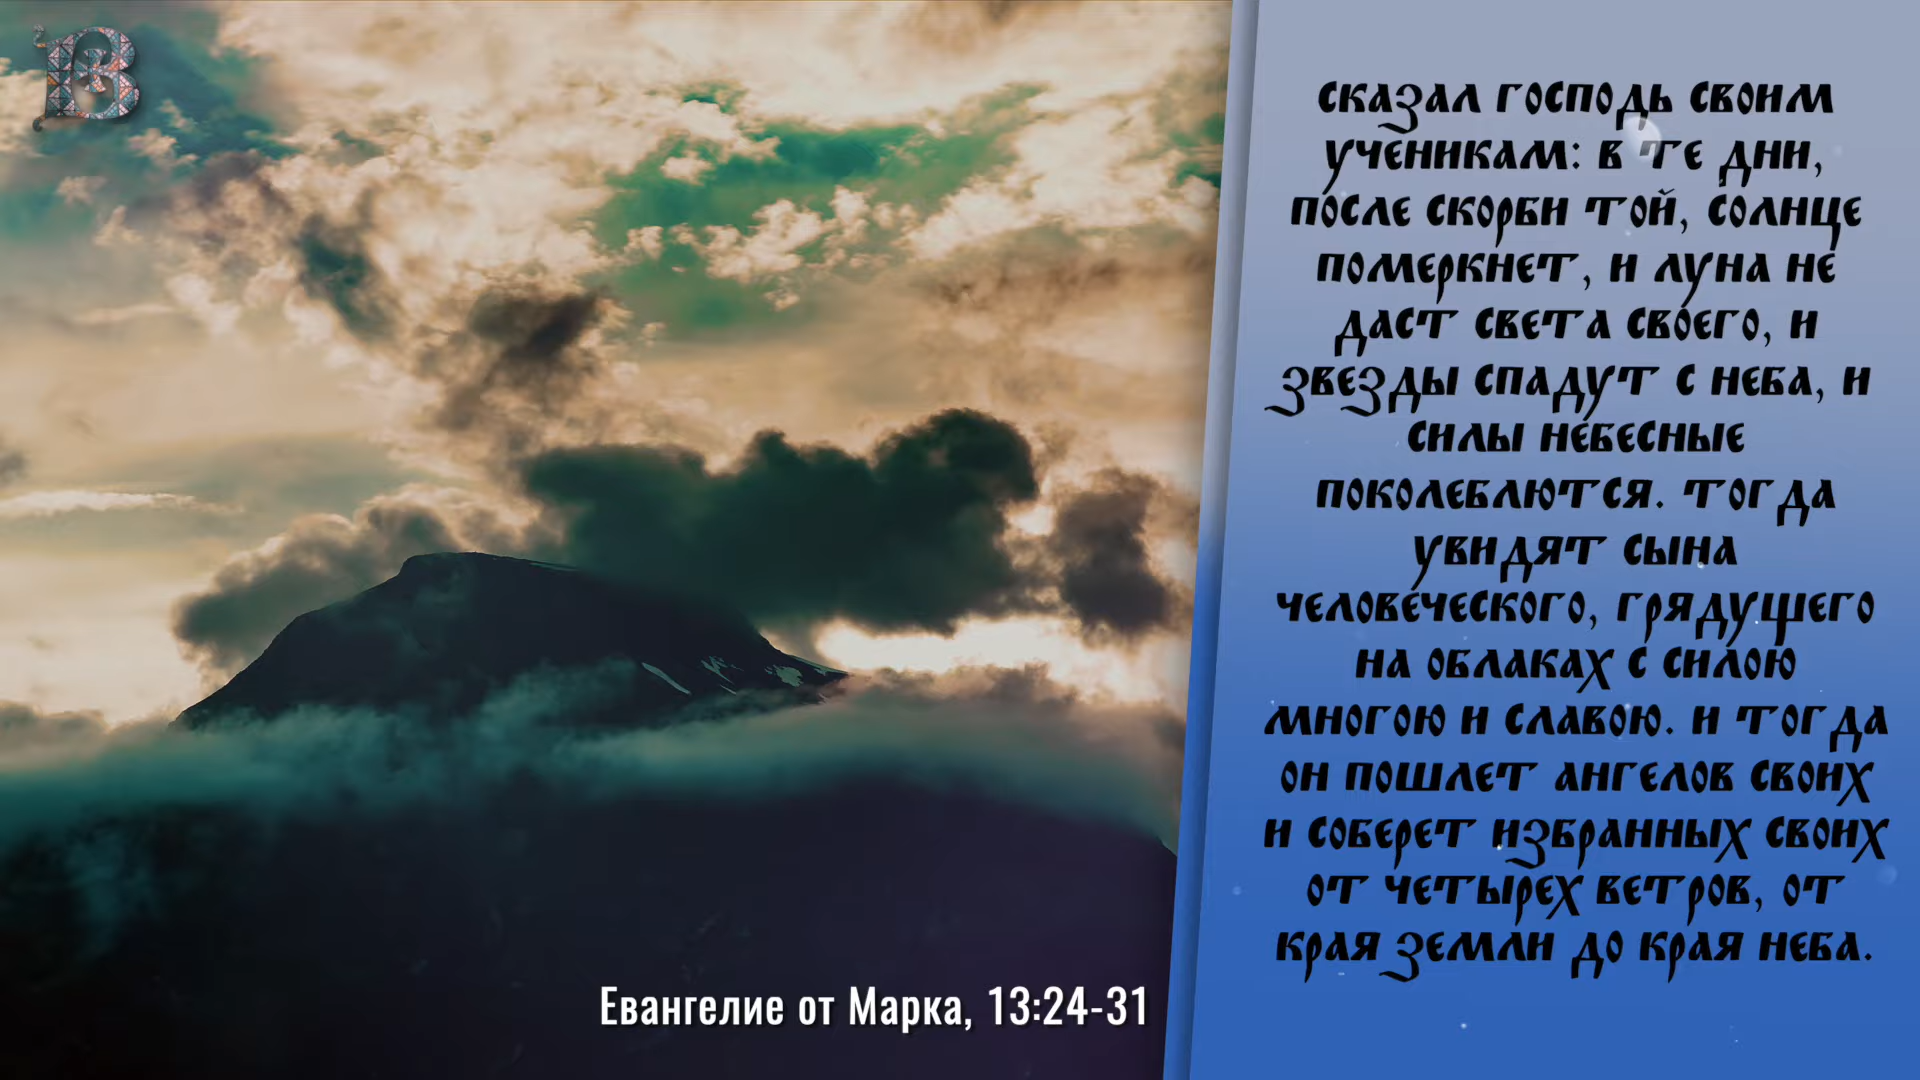 сказал господь своим
ученикам: в те дни,
после скорби той, солнце
померкнет, и луна не
даст света своего, и
звезды спадут с неба, и
силы небесные
поколеблются. тогда
увидят сына
человеческого, грядущего
на облаках с силою
многою и славою. и тогда
он пошлет ангелов своих
и соберет избранных своих
от четырех ветров, от
края земли до края неба.
Евангелие от Марка, 13:24-31